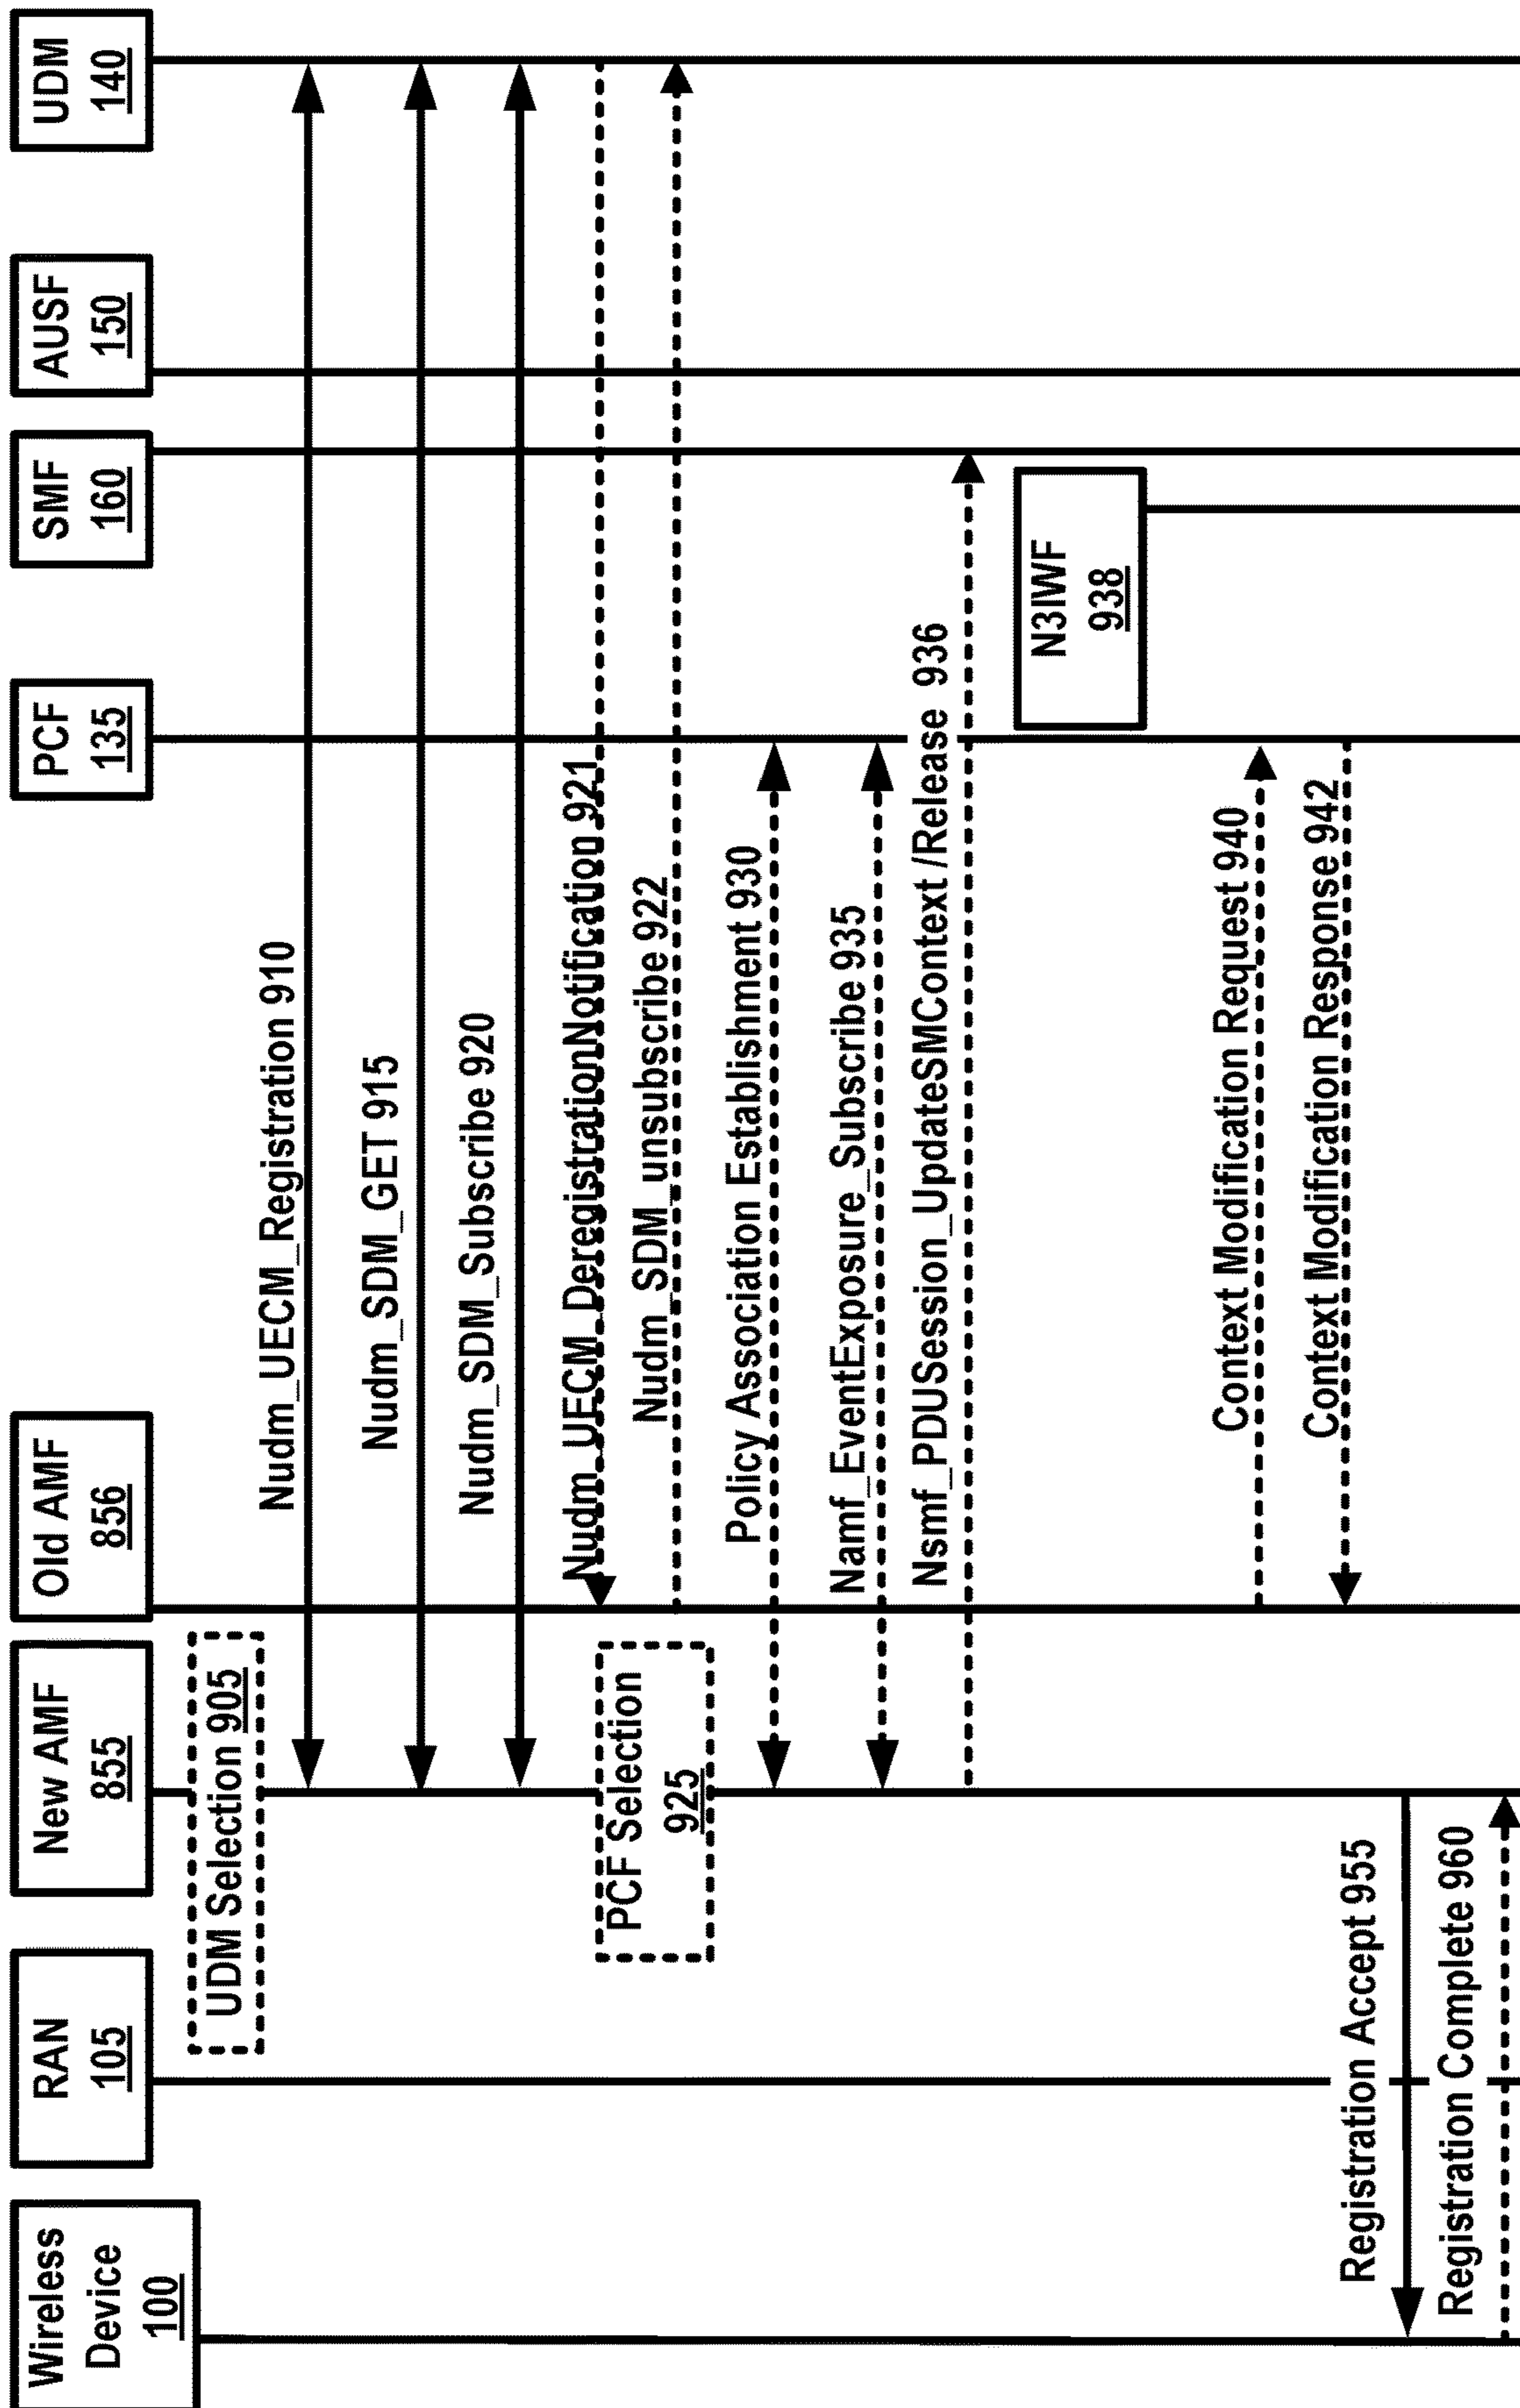 Wireless
Device
100
RAN
105
New AMF
855
Old AMF
856
PCF
135
SMF
160
AUSF
150
UDM
140
UDM Selection 905
Nudm_UECM_Registration 910
Nudm_SDM_GET 915
Nudm_SDM_Subscribe 920
Nudm_UECM_DeregistrationNotification 921
Nudm_SDM_unsubscribe 922
PCF Selection
925
Policy Association Establishment 930
Namf_EventExposure_Subscribe 935
Nsmf_PDUSession_UpdateSMContext /Release 936
N3IWF
938
Context Modification Request 940
Context Modification Response 942
Registration Accept 955
Registration Complete 960